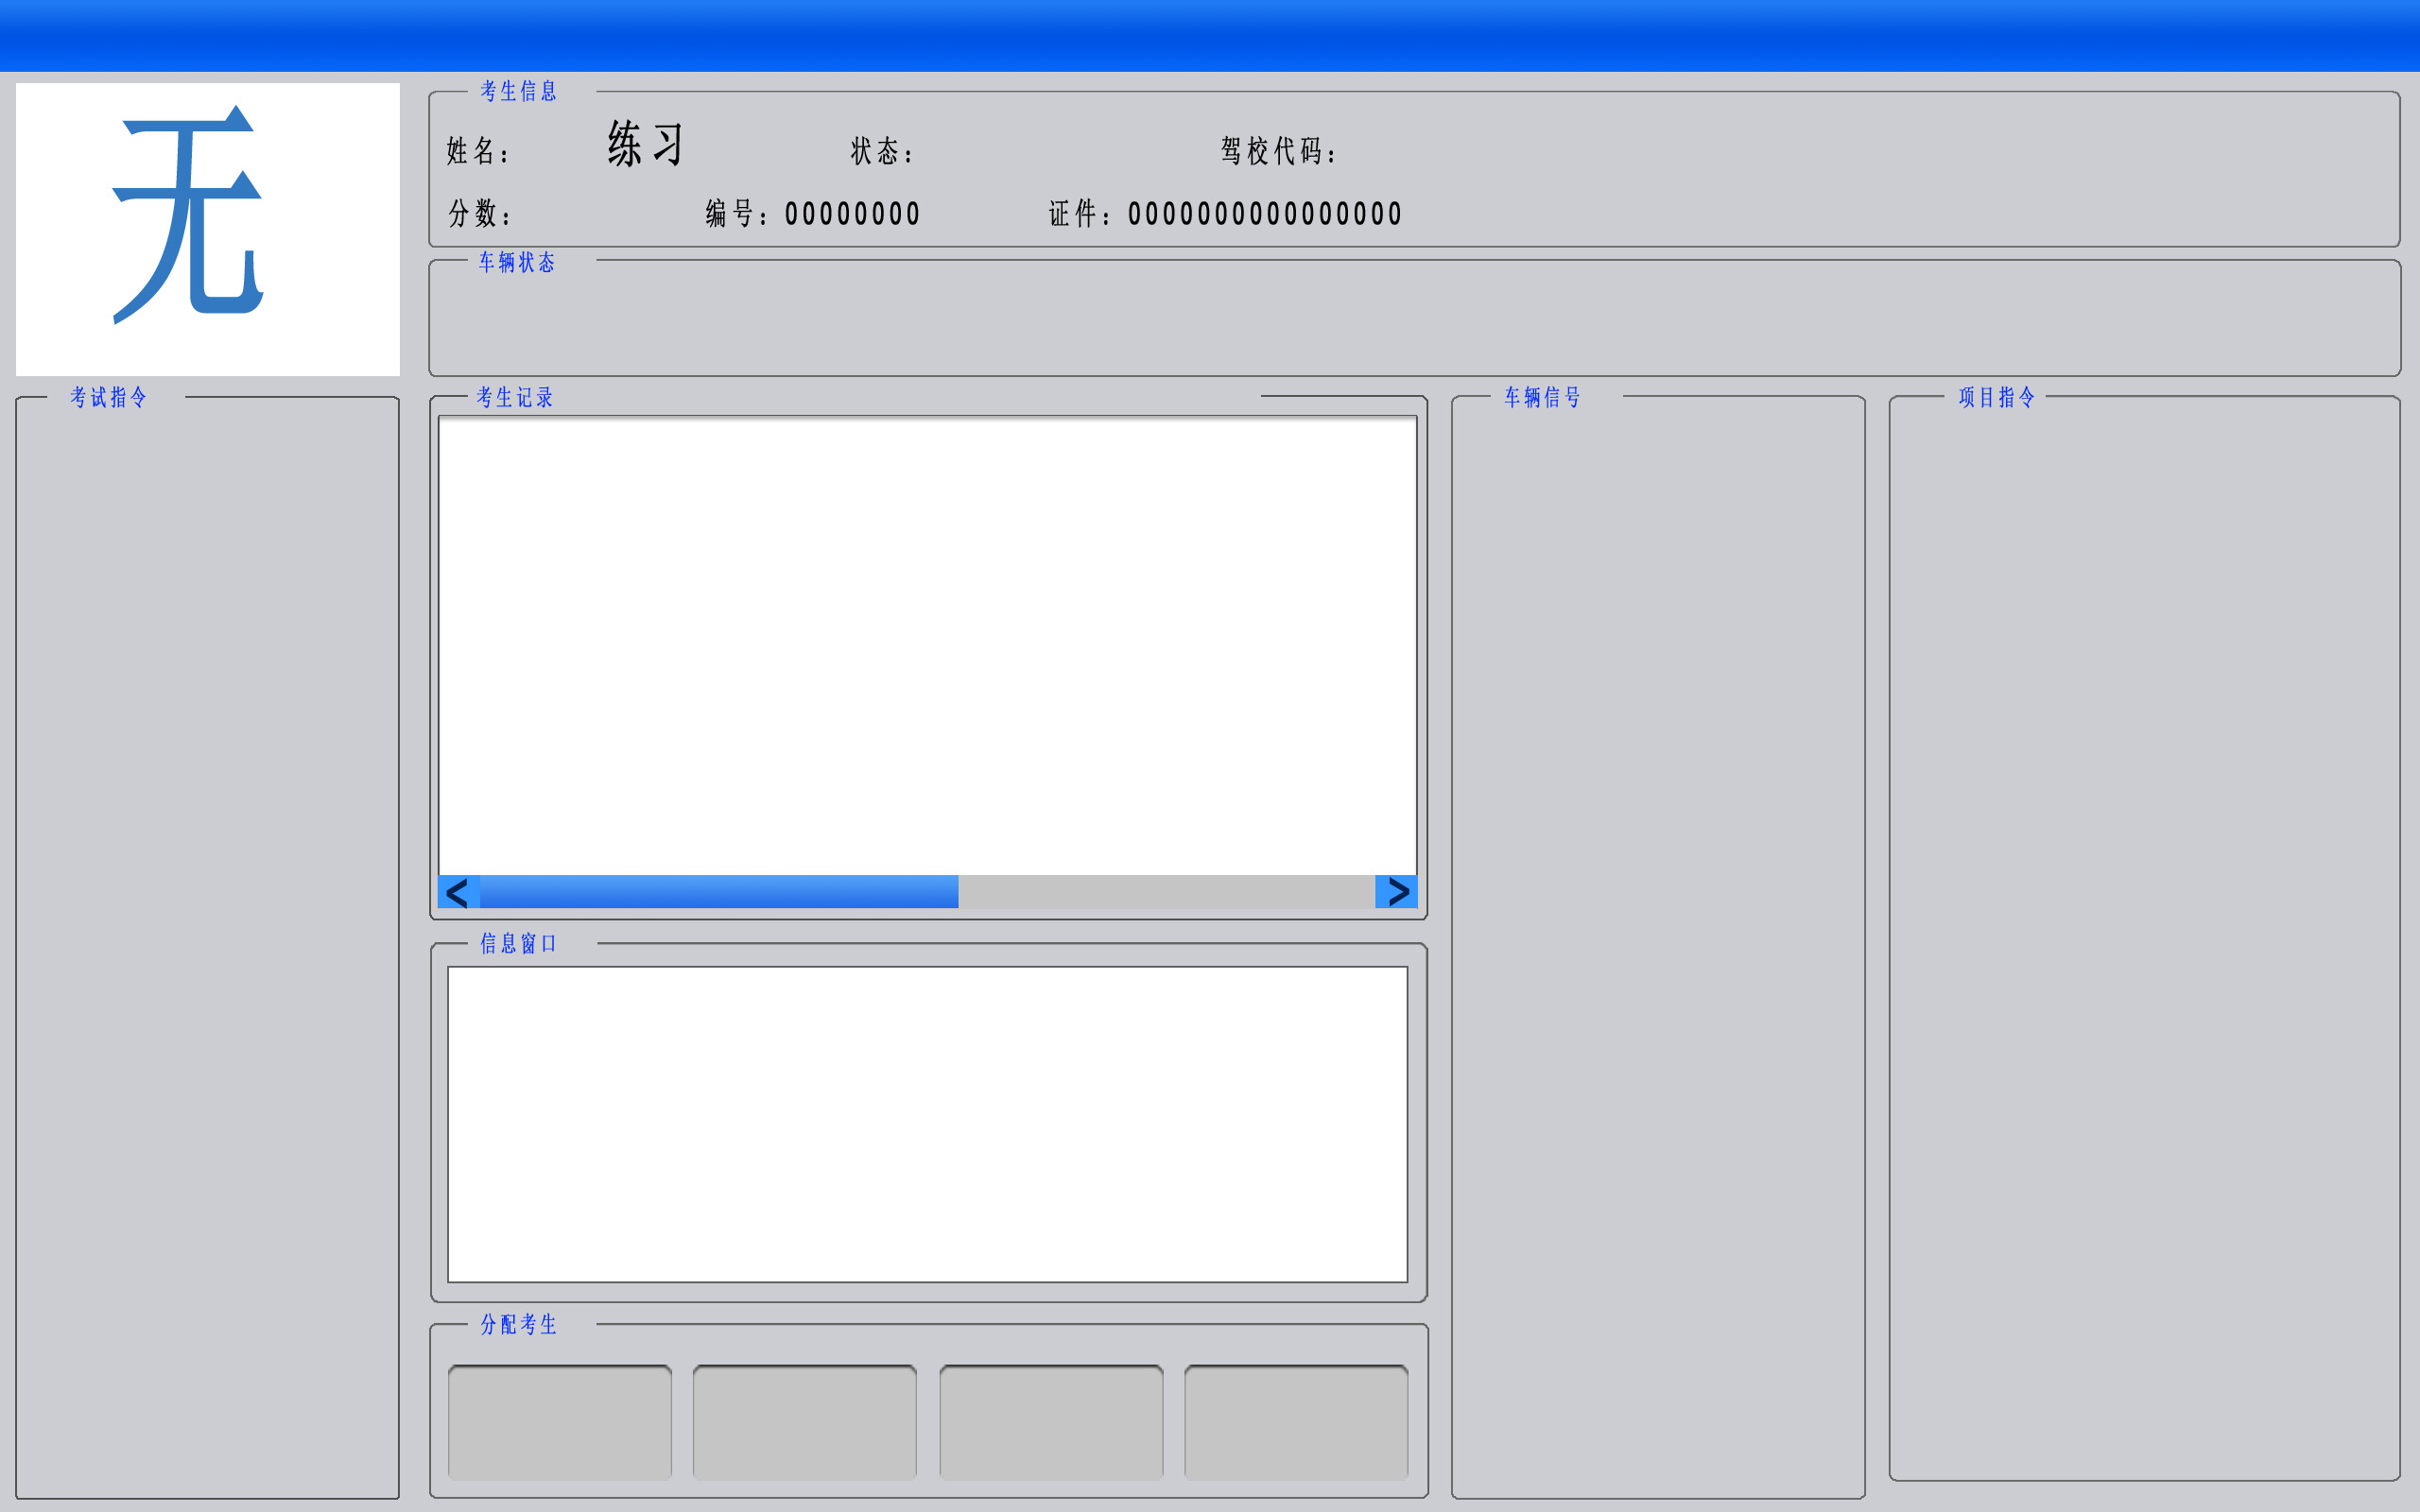 无
考生信息
姓名： 练习 状态： 驾校代码：
分数： 编号：00000000 证件：0000000000000000
车辆状态
考试指令 考生记录 车辆信号 项目指令
< >
信息窗口
分配考生